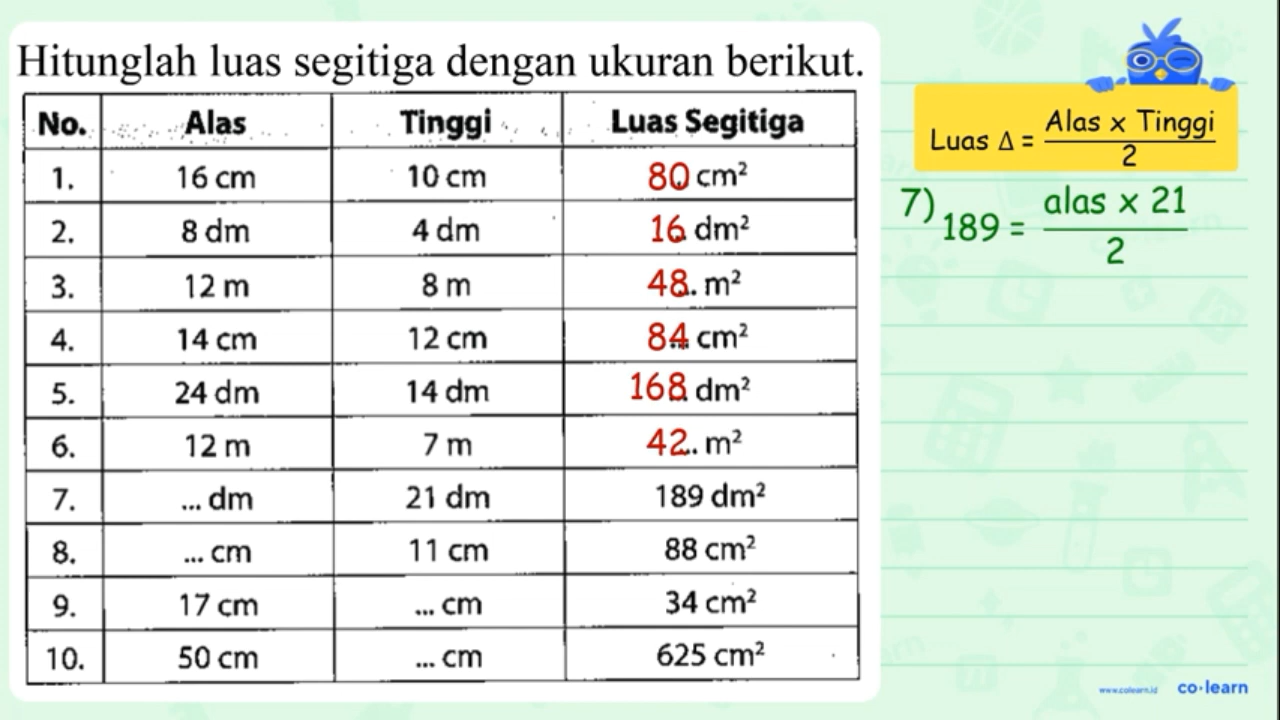 Hitunglah luas segitiga dengan ukuran berikut.
No. Alas Tinggi Luas Segitiga
1. 16 cm 10 cm 80 cm²
2. 8 dm 4 dm 16 dm²
3. 12 m 8 m 48... m²
4. 14 cm 12 cm 84 cm²
5. 24 dm 14 dm 168 dm²
6. 12 m 7 m 42... m²
7. ... dm 21 dm 189 dm²
8. ... cm 11 cm 88 cm²
9. 17 cm ... cm 34 cm²
10. 50 cm ... cm 625 cm²
Luas Δ = Alas x Tinggi
2
7) 189 = alas x 21
2
www.colearn.id co·learn